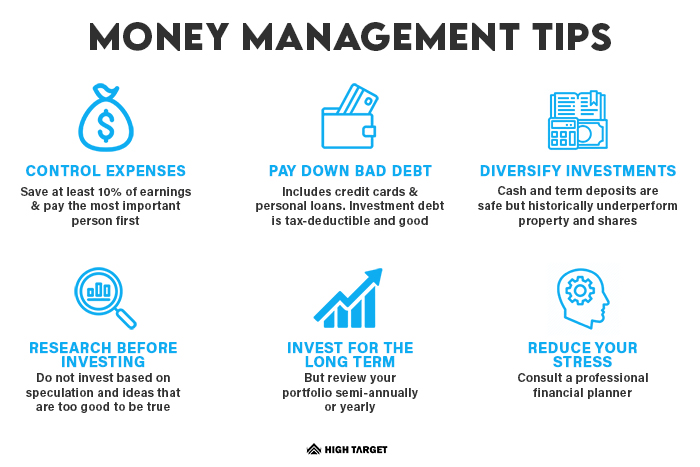 MONEY MANAGEMENT TIPS
$
CONTROL EXPENSES
Save at least 10% of earnings
& pay the most important
person first
PAY DOWN BAD DEBT
Includes credit cards &
personal loans. Investment debt
is tax-deductible and good
DIVERSIFY INVESTMENTS
Cash and term deposits are
safe but historically underperform
property and shares
RESEARCH BEFORE
INVESTING
Do not invest based on
speculation and ideas that
are too good to be true
INVEST FOR THE
LONG TERM
But review your
portfolio semi-annually
or yearly
REDUCE YOUR
STRESS
Consult a professional
financial planner
HIGH TARGET